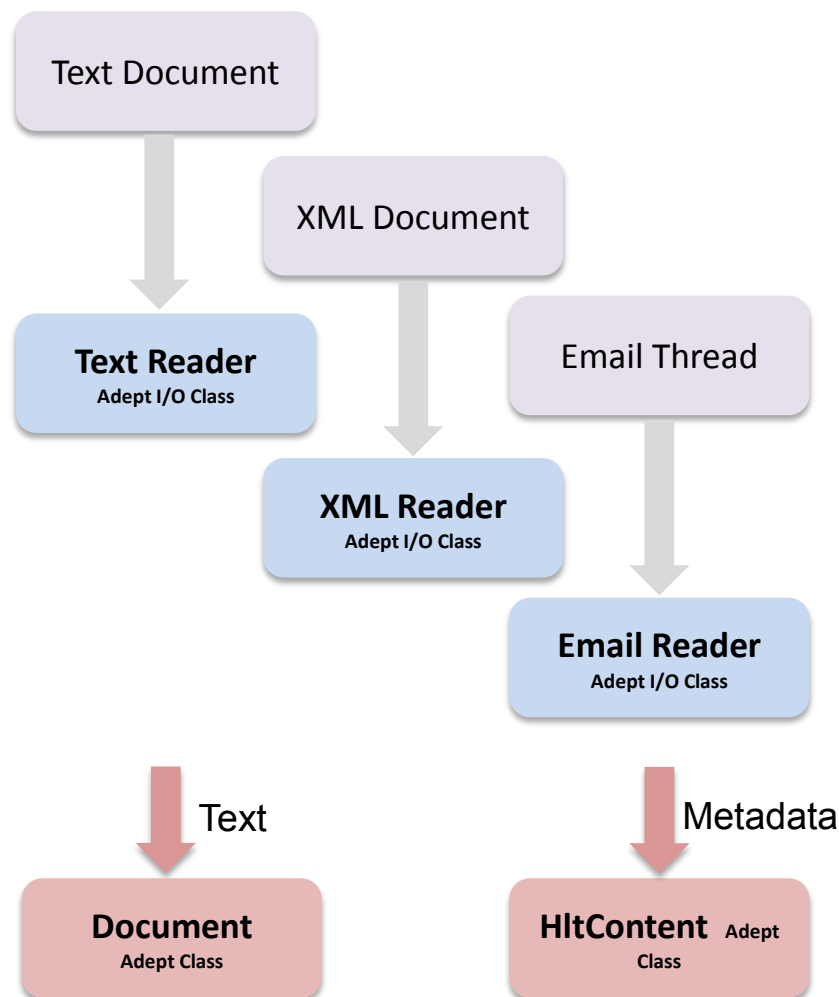 Text Document
XML Document
Email Thread
Text Reader
Adept I/O Class
XML Reader
Adept I/O Class
Email Reader
Adept I/O Class
Text
Metadata
Document
Adept Class
HltContent Adept
Class